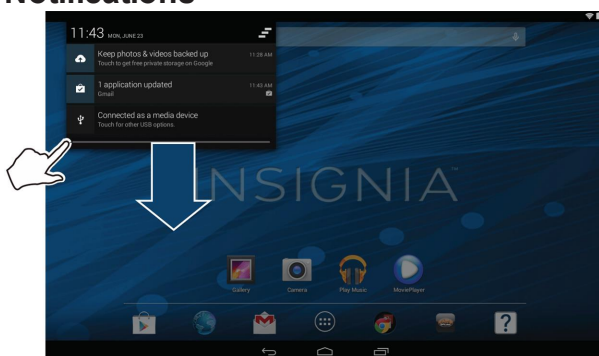 Notifications
11:43 MON, JUNE 23
Keep photos & videos backed up 11:28 AM
Touch to get free private storage on Google
1 application updated 11:43 AM
Gmail
Connected as a media device
Touch for other USB options.
INSIGNIA™
Gallery Camera Play Music MoviePlayer
?